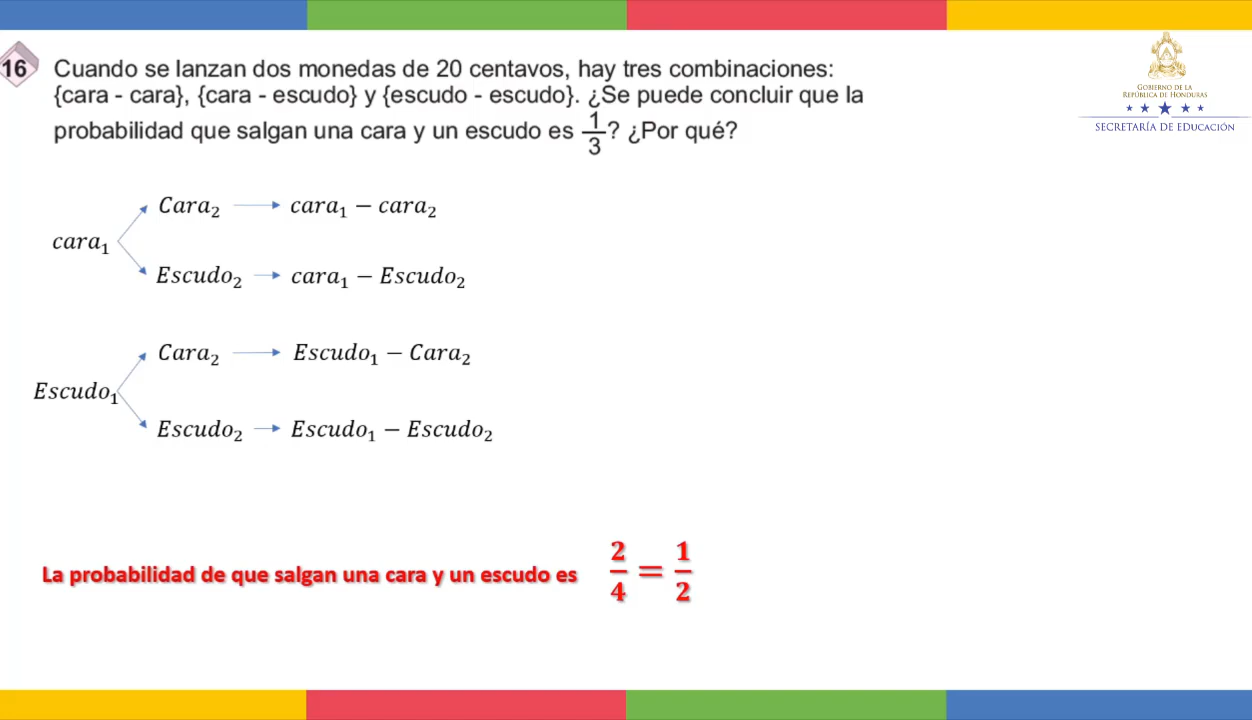 16 Cuando se lanzan dos monedas de 20 centavos, hay tres combinaciones:
{cara - cara}, {cara - escudo} y {escudo - escudo}. ¿Se puede concluir que la
probabilidad que salgan una cara y un escudo es 1/3? ¿Por qué?
GOBIERNO DE LA
REPÚBLICA DE HONDURAS
SECRETARÍA DE EDUCACIÓN
Cara₂ → cara₁ − cara₂
cara₁
Escudo₂ → cara₁ − Escudo₂
Cara₂ → Escudo₁ − Cara₂
Escudo₁
Escudo₂ → Escudo₁ − Escudo₂
La probabilidad de que salgan una cara y un escudo es 2/4 = 1/2